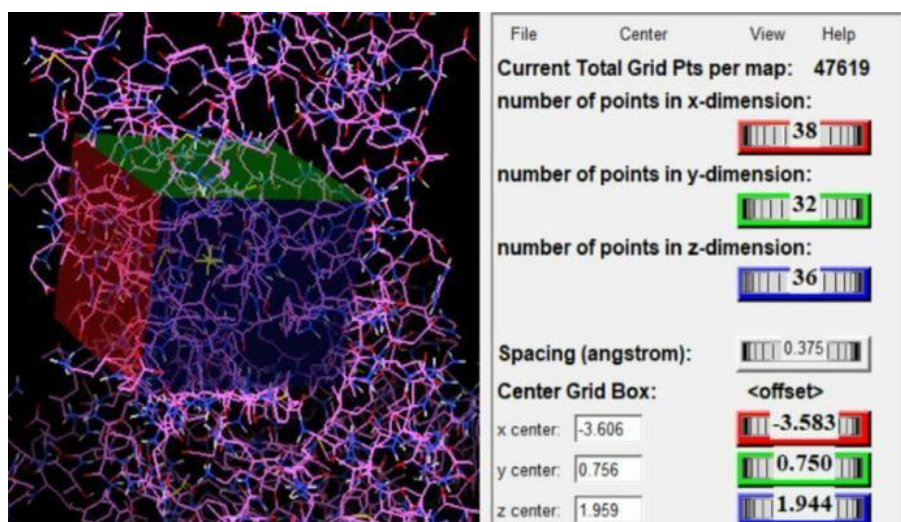 File Center View Help
Current Total Grid Pts per map: 47619
number of points in x-dimension:
38
number of points in y-dimension:
32
number of points in z-dimension:
36
Spacing (angstrom): 0.375
Center Grid Box: <offset>
x center: -3.606 -3.583
y center: 0.756 0.750
z center: 1.959 1.944